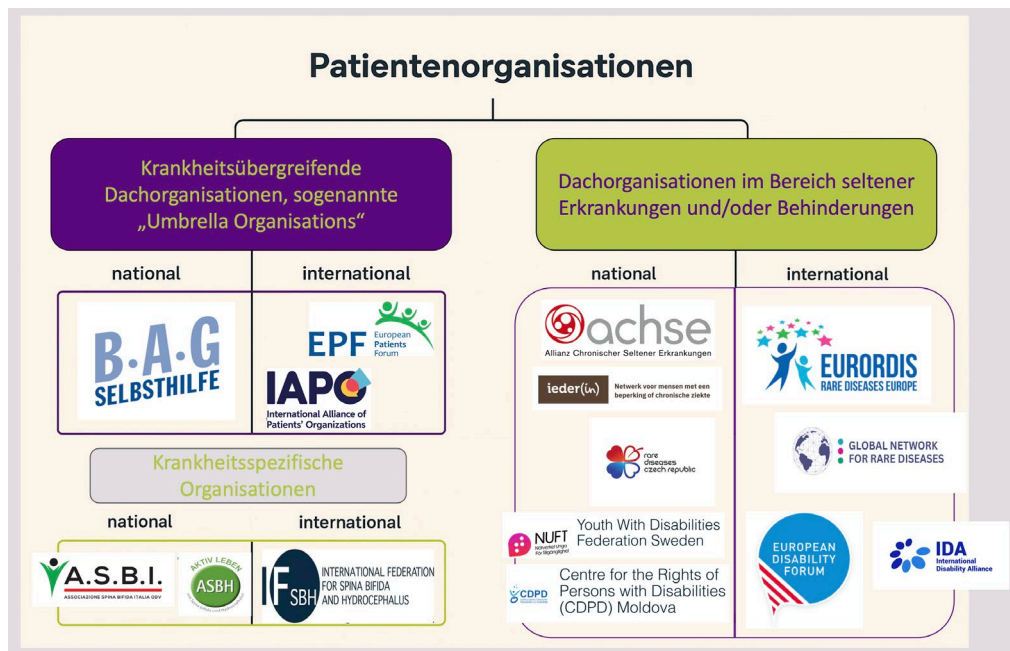 Patientenorganisationen
Krankheitsübergreifende
Dachorganisationen, sogenannte
„Umbrella Organisations“
national
international
B·A·G
SELBSTHILFE
EPF
European
Patients
Forum
IAPO
International Alliance of
Patients' Organizations
Krankheitsspezifische
Organisationen
national
international
A.S.B.I.
ASSOCIAZIONE SPINA BIFIDA ITALIA ODV
AKTIV LEBEN
ASBH
IF
SBH
INTERNATIONAL FEDERATION
FOR SPINA BIFIDA
AND HYDROCEPHALUS
Dachorganisationen im Bereich seltener
Erkrankungen und/oder Behinderungen
national
international
achse
Allianz Chronischer Seltener Erkrankungen
ieder(in)
Netwerk voor mensen met een
beperking of chronische ziekte
rare
diseases
czech republic
NUFT
Nätverket Unga
För Tillgänglighet
Youth With Disabilities
Federation Sweden
CDPD
Centre for the Rights of
Persons with Disabilities
(CDPD) Moldova
EURORDIS
RARE DISEASES EUROPE
GLOBAL NETWORK
FOR RARE DISEASES
EUROPEAN
DISABILITY
FORUM
IDA
International
Disability Alliance